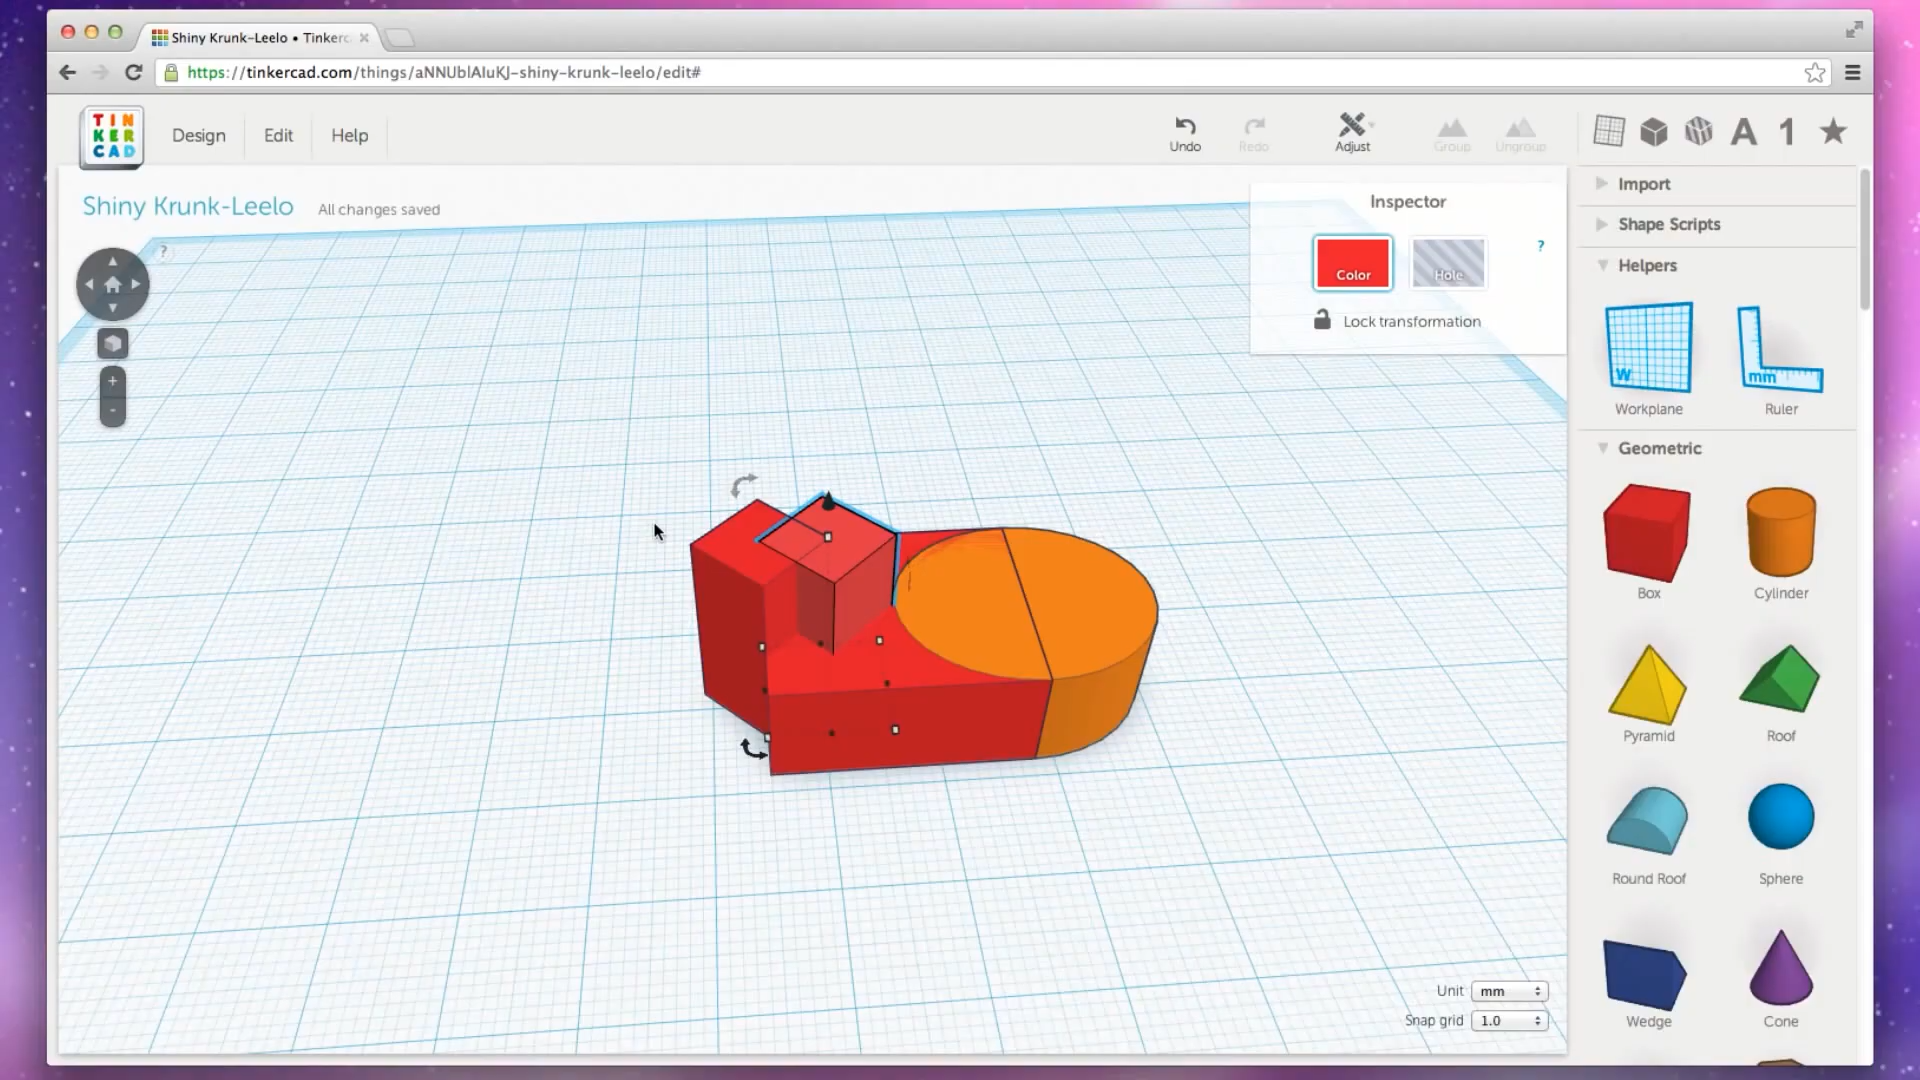 Shiny Krunk-Leelo • Tinkerc
https://tinkercad.com/things/aNNUblAIuKJ-shiny-krunk-leelo/edit#
TIN
KER
CAD
Design
Edit
Help
Undo
Redo
Adjust
Group
Ungroup
A
1
Shiny Krunk-Leelo
All changes saved
?
+
-
Inspector
Color
Hole
?
Lock transformation
Import
Shape Scripts
Helpers
W
mm
Workplane
Ruler
Geometric
Box
Cylinder
Pyramid
Roof
Round Roof
Sphere
Wedge
Cone
Unit
mm
Snap grid
1.0